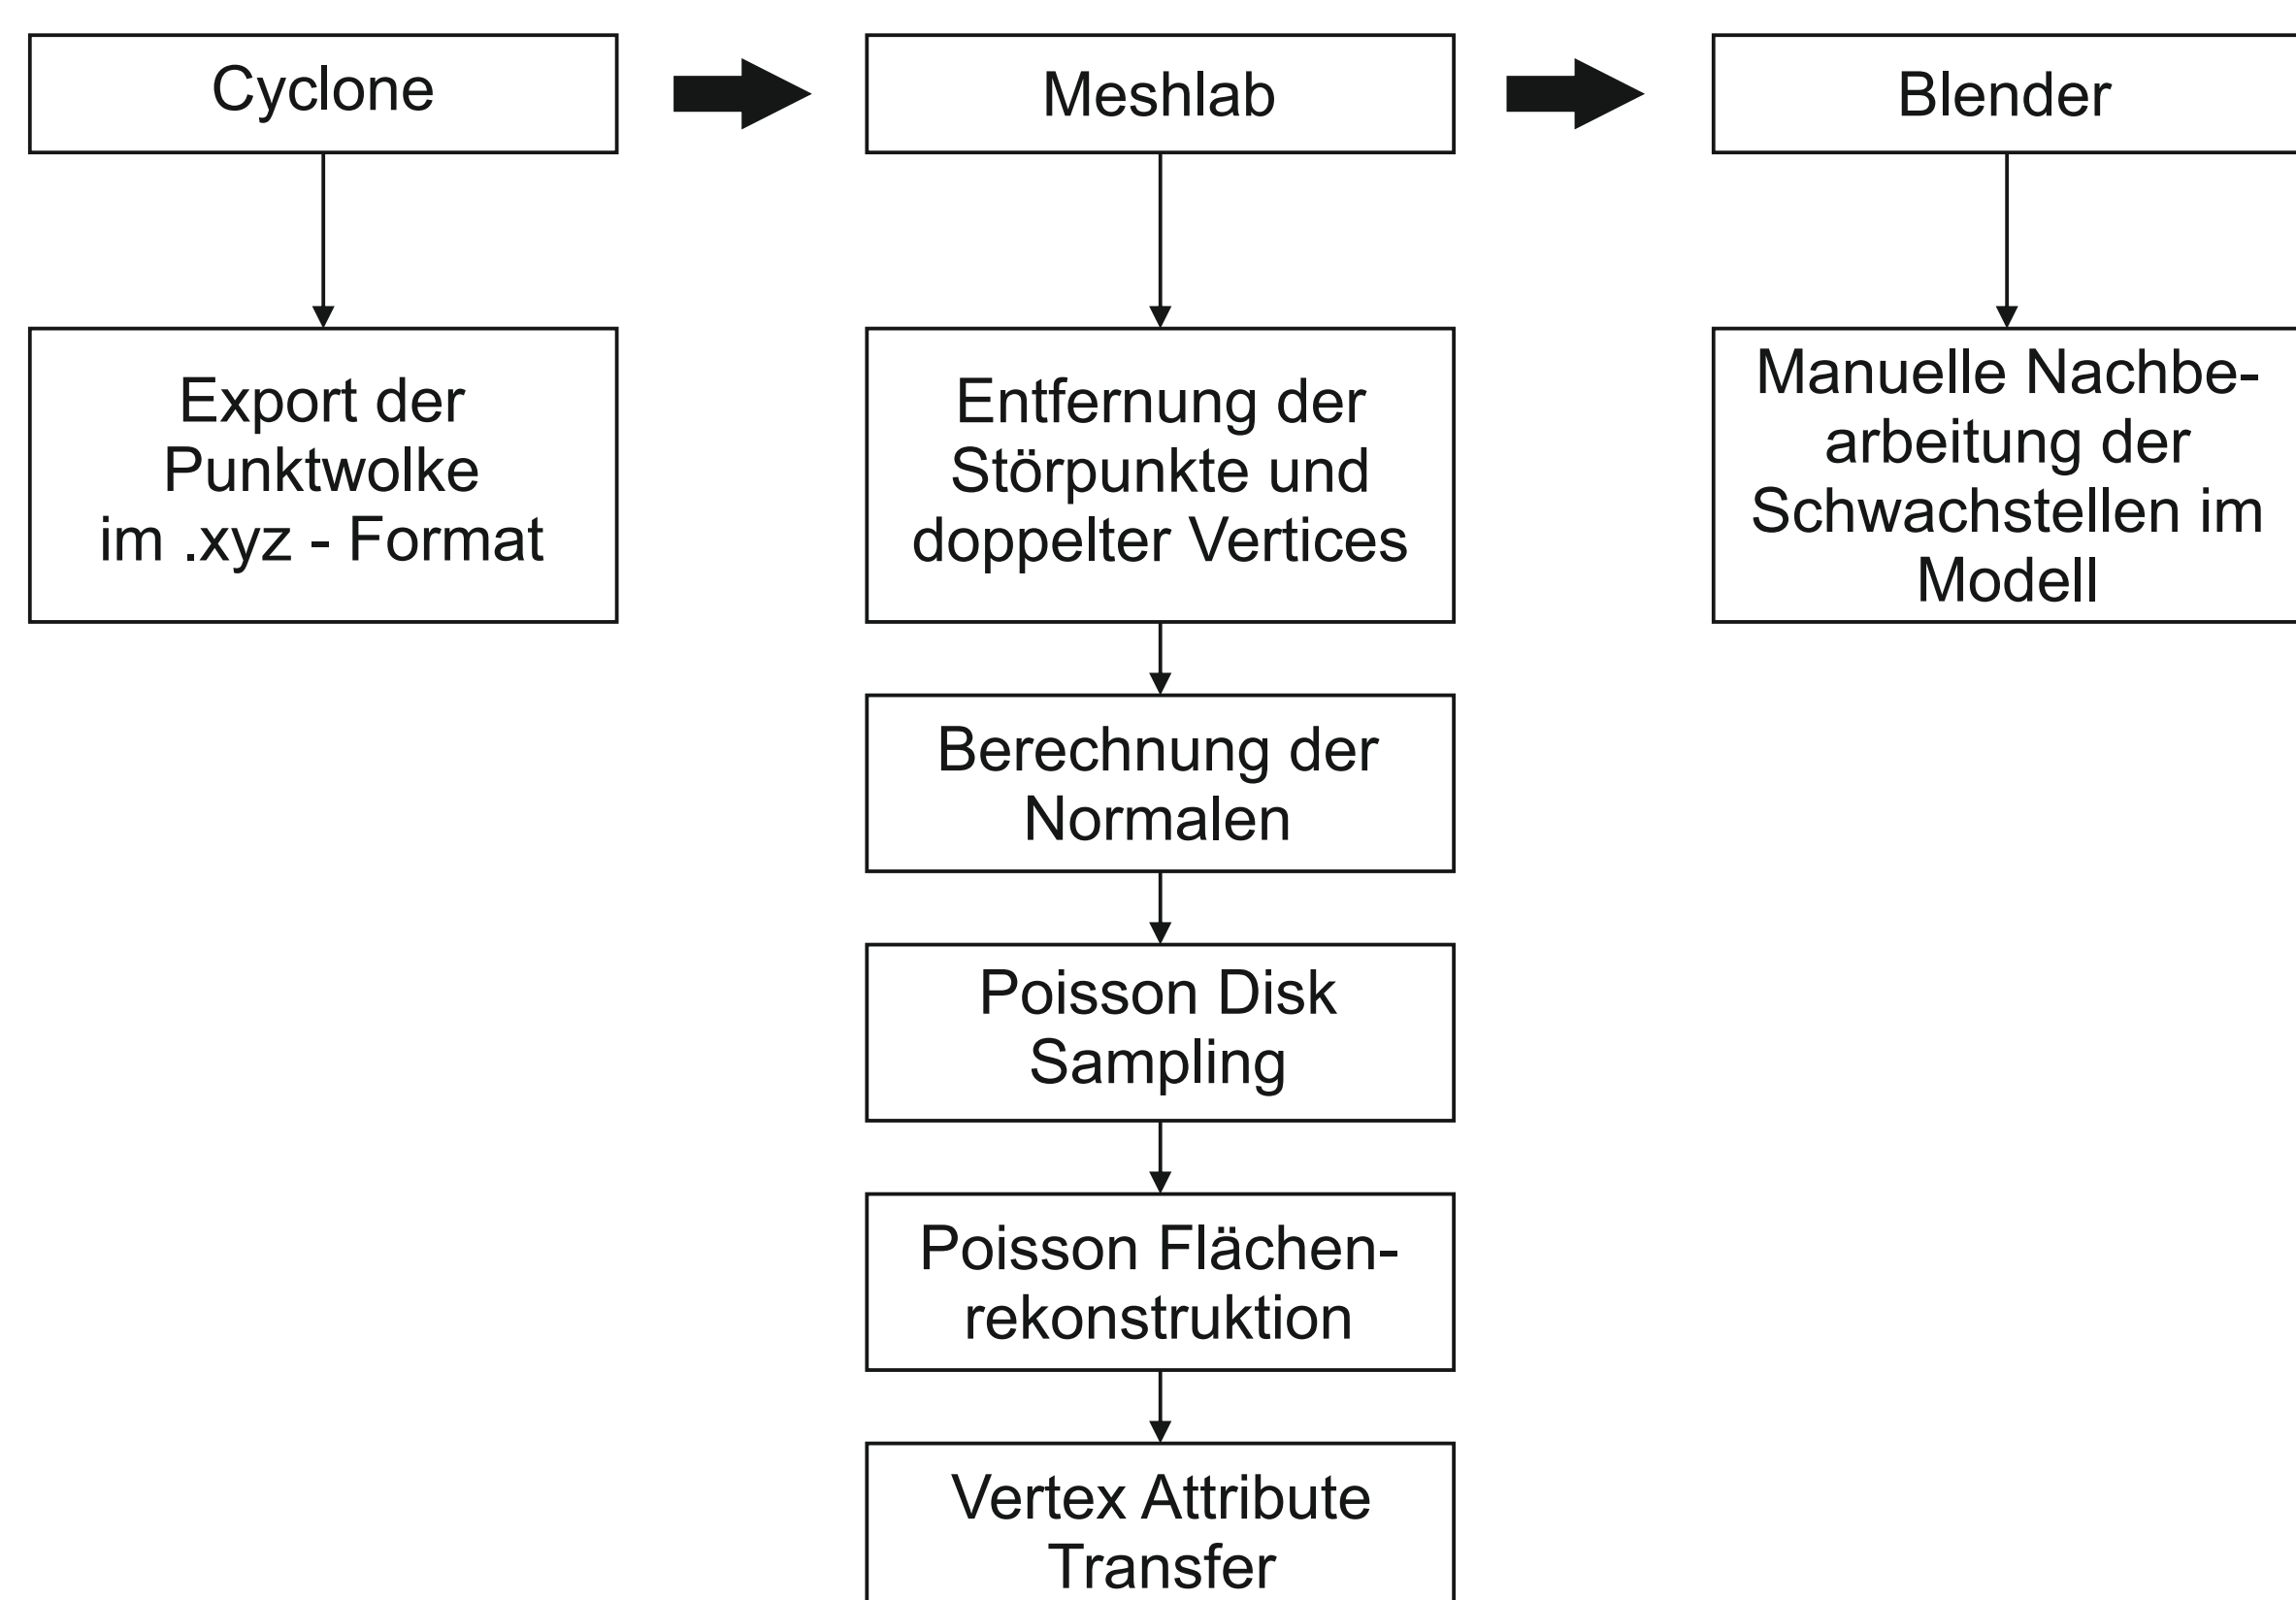 Cyclone
Meshlab
Blender
Export der
Punktwolke
im .xyz - Format
Entfernung der
Störpunkte und
doppelter Vertices
Manuelle Nachbe-
arbeitung der
Schwachstellen im
Modell
Berechnung der
Normalen
Poisson Disk
Sampling
Poisson Flächen-
rekonstruktion
Vertex Attribute
Transfer